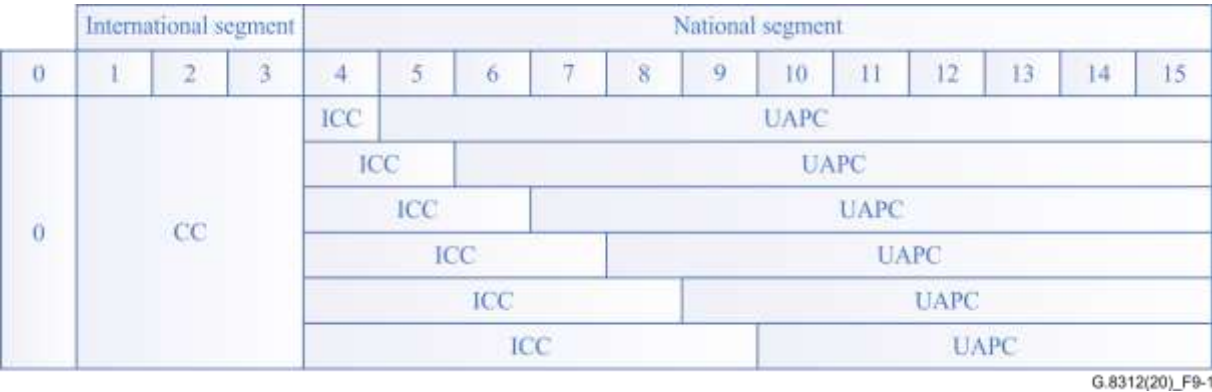 International segment National segment
0 1 2 3 4 5 6 7 8 9 10 11 12 13 14 15
ICC UAPC
ICC UAPC
ICC UAPC
0 CC
ICC UAPC
ICC UAPC
ICC UAPC
G.8312(20)_F9-1